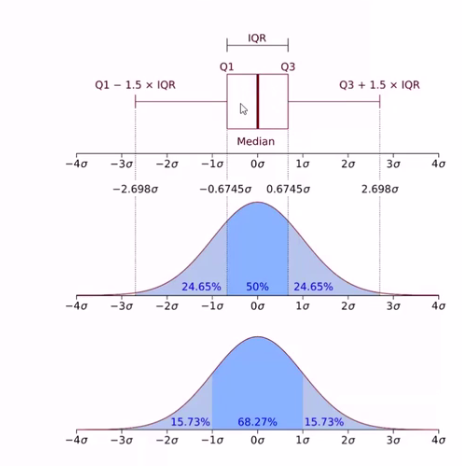 IQR
Q1 Q3
Q1 − 1.5 × IQR Q3 + 1.5 × IQR
Median
−4σ −3σ −2σ −1σ 0σ 1σ 2σ 3σ 4σ
−2.698σ −0.6745σ 0.6745σ 2.698σ
24.65% 50% 24.65%
−4σ −3σ −2σ −1σ 0σ 1σ 2σ 3σ 4σ
15.73% 68.27% 15.73%
−4σ −3σ −2σ −1σ 0σ 1σ 2σ 3σ 4σ